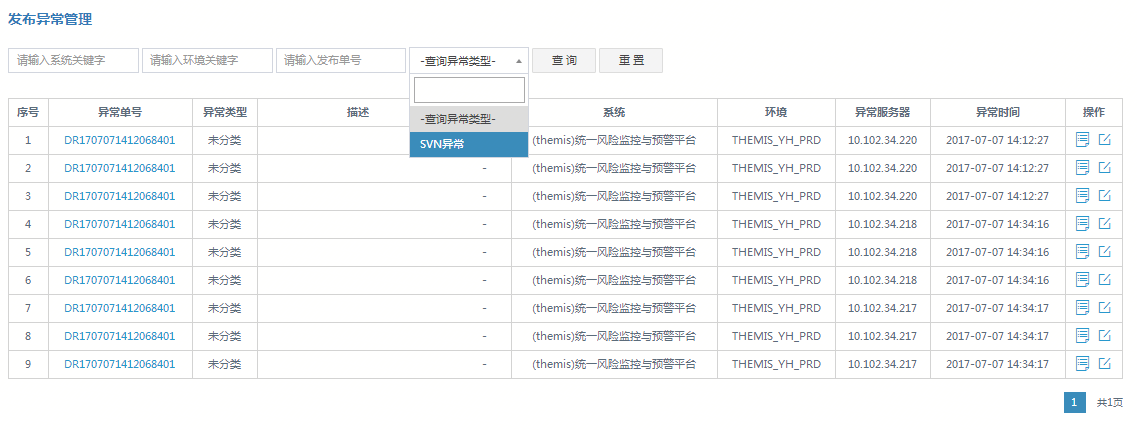 发布异常管理
请输入系统关键字 请输入环境关键字 请输入发布单号 -查询异常类型- 查 询 重 置
-查询异常类型-
SVN异常
序号 异常单号 异常类型 描述 系统 环境 异常服务器 异常时间 操作
1 DR1707071412068401 未分类 (themis)统一风险监控与预警平台 THEMIS_YH_PRD 10.102.34.220 2017-07-07 14:12:27
2 DR1707071412068401 未分类 - (themis)统一风险监控与预警平台 THEMIS_YH_PRD 10.102.34.220 2017-07-07 14:12:27
3 DR1707071412068401 未分类 - (themis)统一风险监控与预警平台 THEMIS_YH_PRD 10.102.34.220 2017-07-07 14:12:27
4 DR1707071412068401 未分类 - (themis)统一风险监控与预警平台 THEMIS_YH_PRD 10.102.34.218 2017-07-07 14:34:16
5 DR1707071412068401 未分类 - (themis)统一风险监控与预警平台 THEMIS_YH_PRD 10.102.34.218 2017-07-07 14:34:16
6 DR1707071412068401 未分类 - (themis)统一风险监控与预警平台 THEMIS_YH_PRD 10.102.34.218 2017-07-07 14:34:16
7 DR1707071412068401 未分类 - (themis)统一风险监控与预警平台 THEMIS_YH_PRD 10.102.34.217 2017-07-07 14:34:17
8 DR1707071412068401 未分类 - (themis)统一风险监控与预警平台 THEMIS_YH_PRD 10.102.34.217 2017-07-07 14:34:17
9 DR1707071412068401 未分类 - (themis)统一风险监控与预警平台 THEMIS_YH_PRD 10.102.34.217 2017-07-07 14:34:17
1 共1页